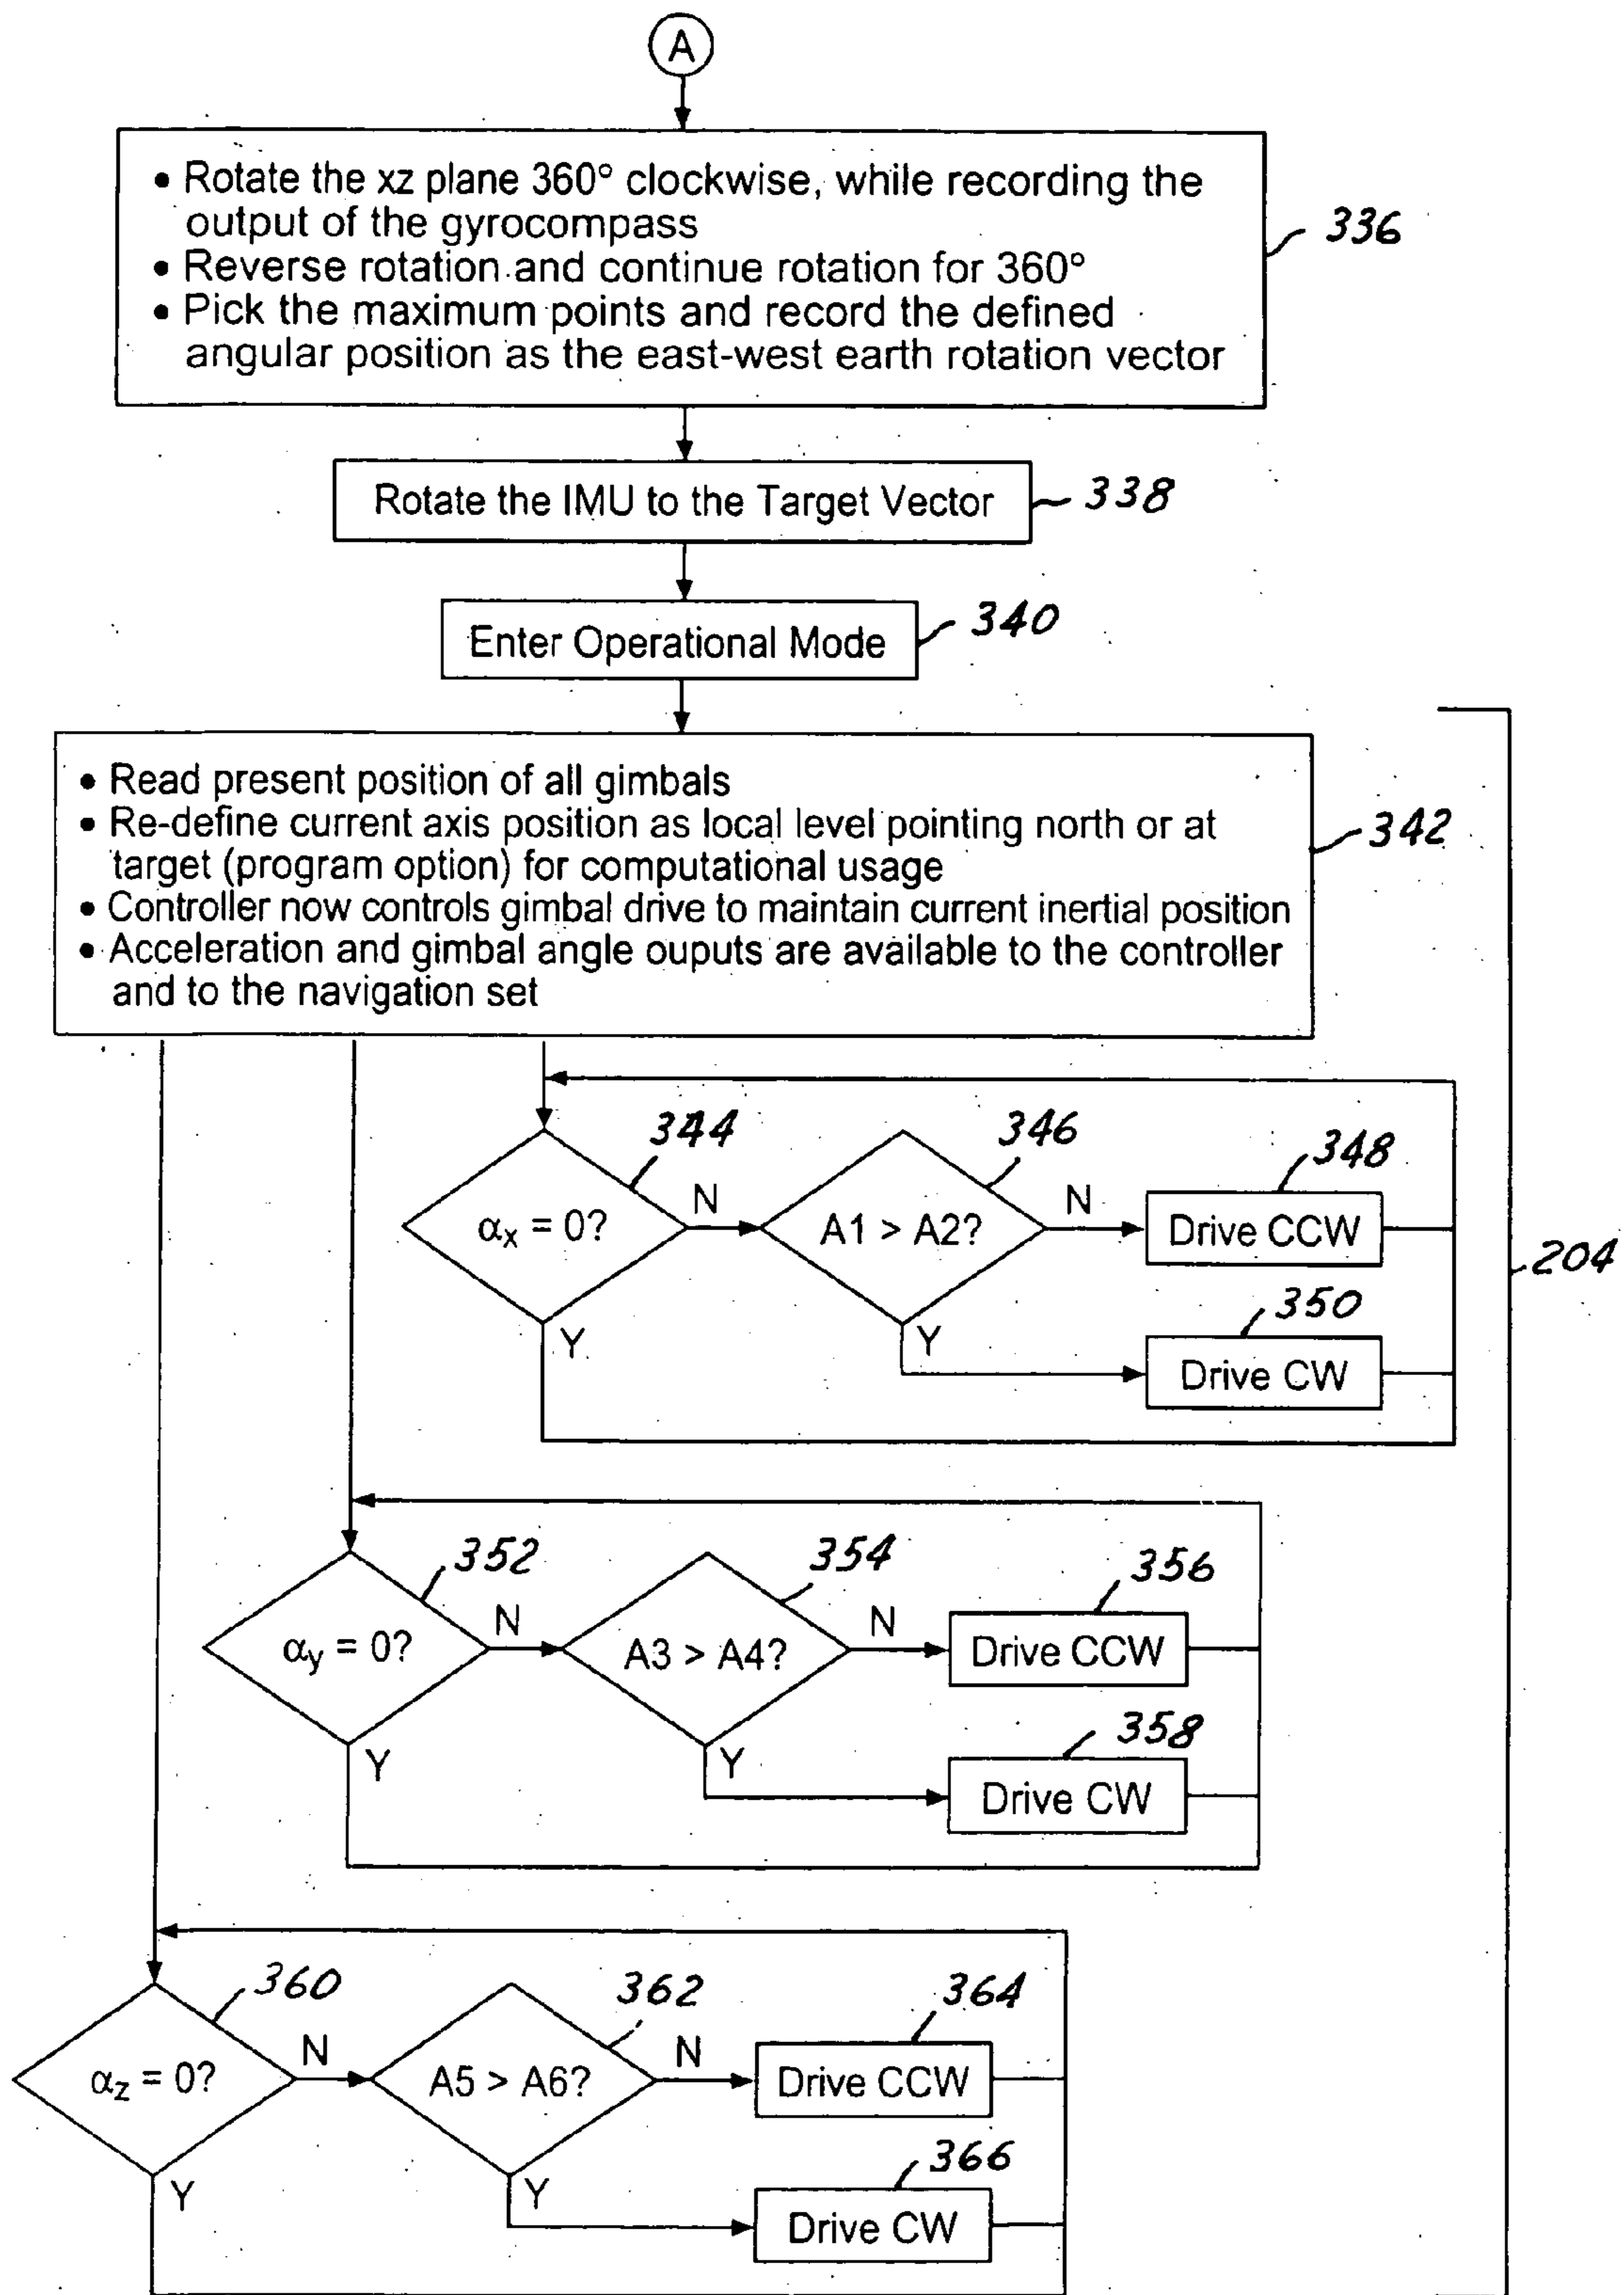 A
• Rotate the xz plane 360° clockwise, while recording the
output of the gyrocompass
• Reverse rotation and continue rotation for 360°
• Pick the maximum points and record the defined
angular position as the east-west earth rotation vector
336
Rotate the IMU to the Target Vector
338
Enter Operational Mode
340
• Read present position of all gimbals
• Re-define current axis position as local level pointing north or at
target (program option) for computational usage
• Controller now controls gimbal drive to maintain current inertial position
• Acceleration and gimbal angle ouputs are available to the controller
and to the navigation set
342
344
346
348
αx = 0?
N
A1 > A2?
N
Drive CCW
204
350
Y
Y
Drive CW
352
354
356
αy = 0?
N
A3 > A4?
N
Drive CCW
358
Y
Y
Drive CW
360
362
364
αz = 0?
N
A5 > A6?
N
Drive CCW
366
Y
Y
Drive CW